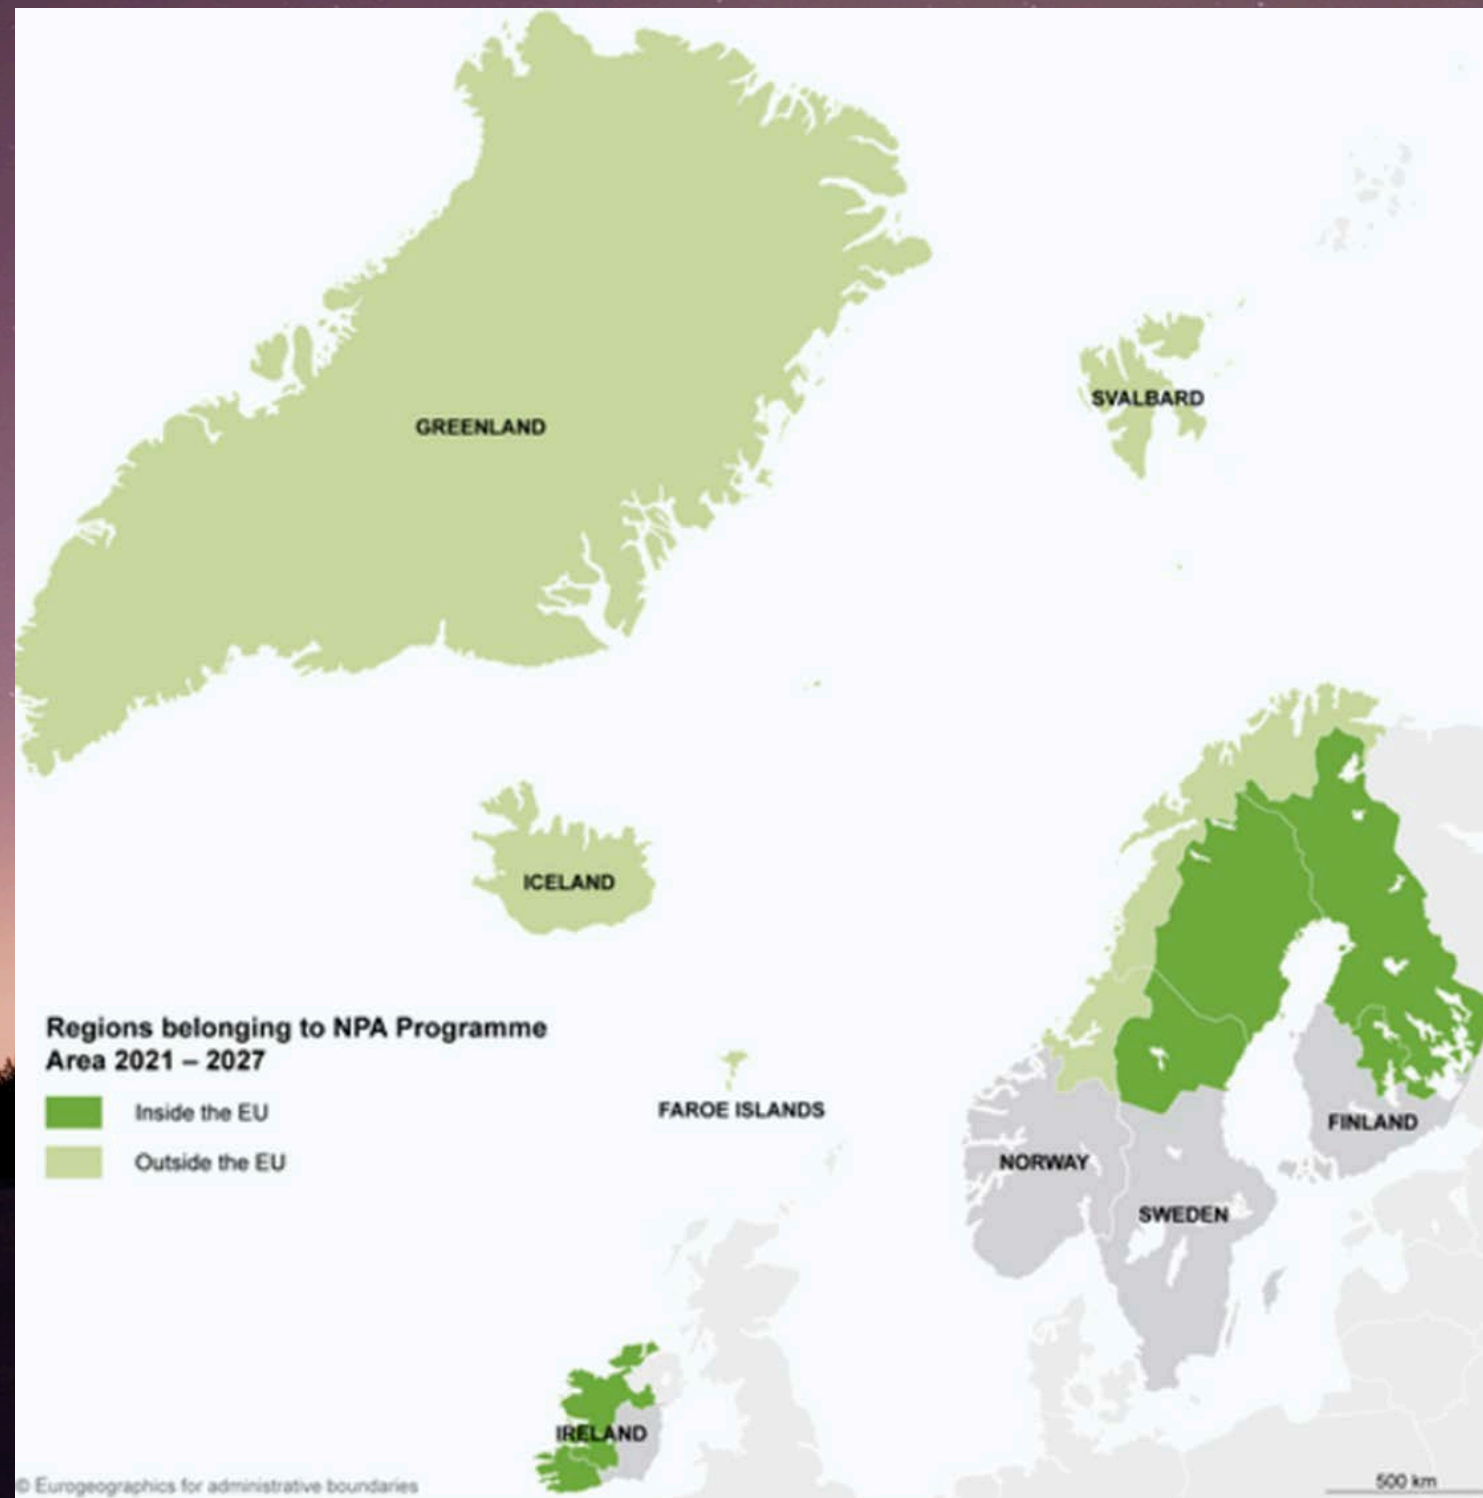 GREENLAND
SVALBARD
ICELAND
Regions belonging to NPA Programme
Area 2021 – 2027
Inside the EU
Outside the EU
FAROE ISLANDS
FINLAND
NORWAY
SWEDEN
IRELAND
© Eurogeographics for administrative boundaries
500 km